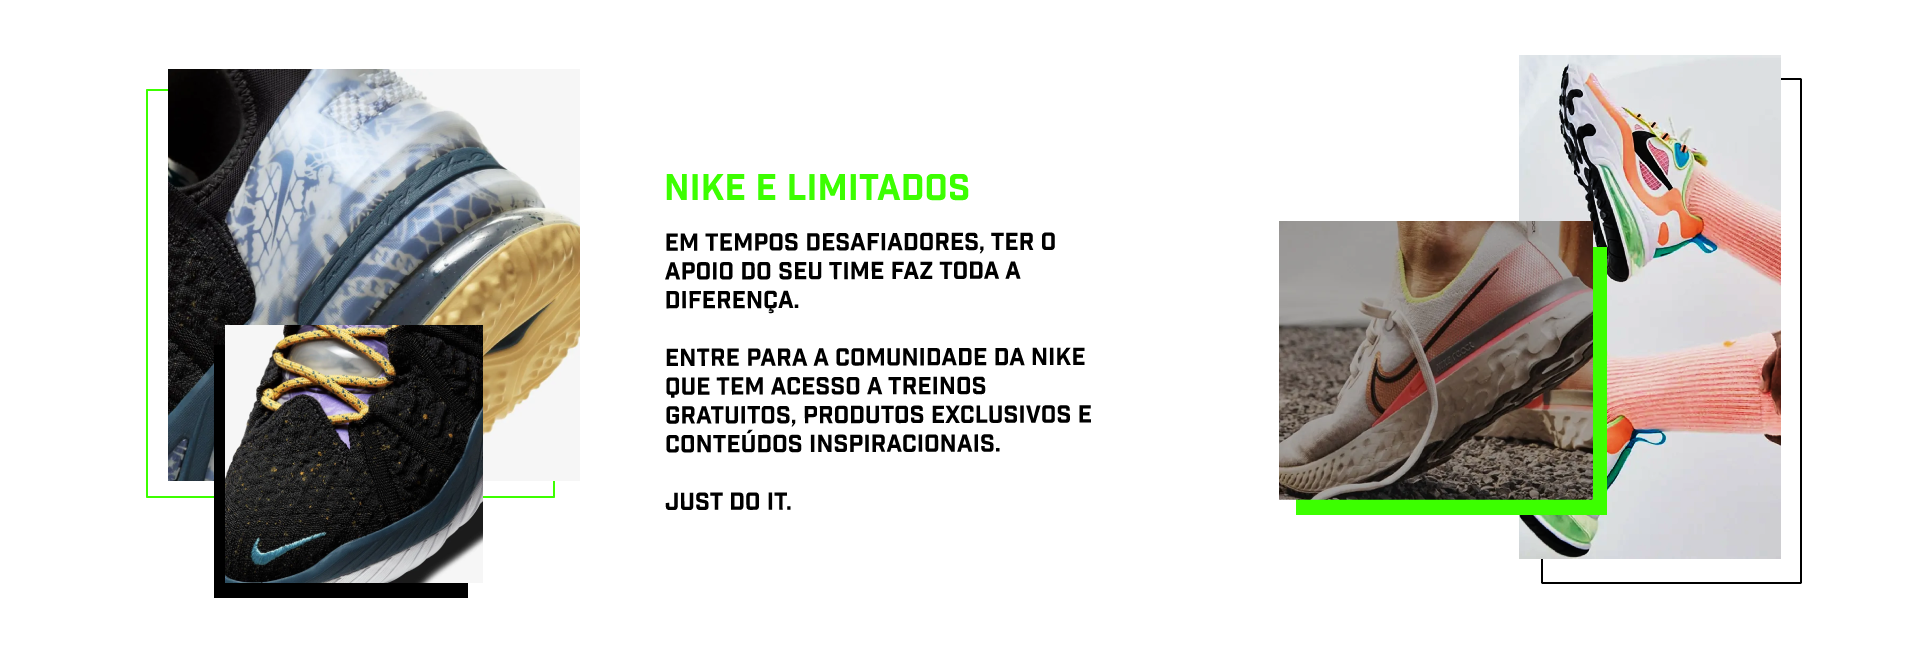 NIKE E LIMITADOS
EM TEMPOS DESAFIADORES, TER O
APOIO DO SEU TIME FAZ TODA A
DIFERENÇA.
ENTRE PARA A COMUNIDADE DA NIKE
QUE TEM ACESSO A TREINOS
GRATUITOS, PRODUTOS EXCLUSIVOS E
CONTEÚDOS INSPIRACIONAIS.
JUST DO IT.